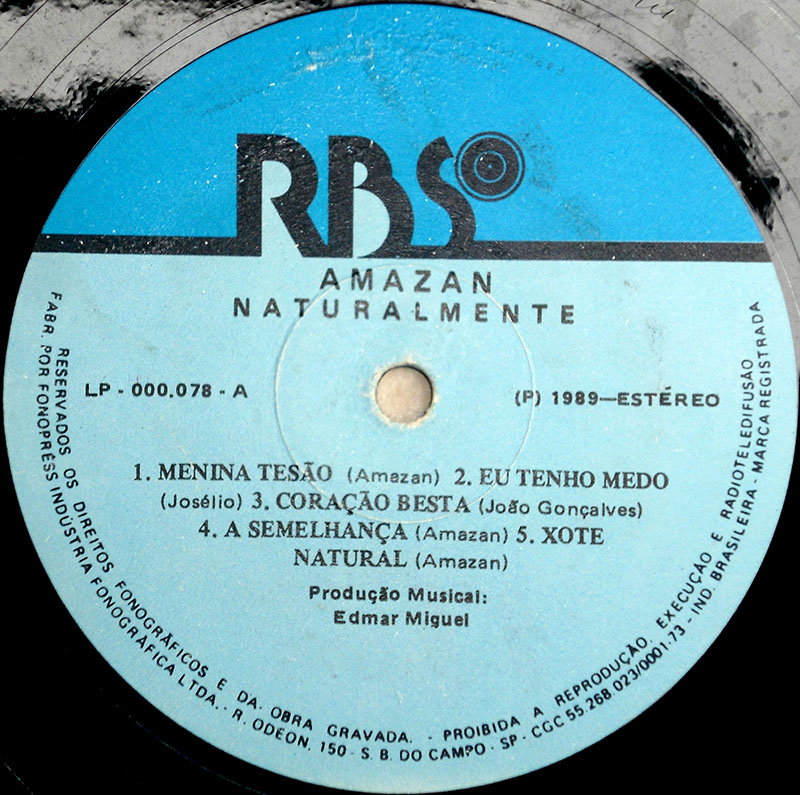 RBS
AMAZAN
NATURALMENTE
LP - 000.078 - A
(P) 1989—ESTÉREO
1. MENINA TESÃO (Amazan) 2. EU TENHO MEDO
(Josélio) 3. CORAÇÃO BESTA (João Gonçalves)
4. A SEMELHANÇA (Amazan) 5. XOTE
NATURAL (Amazan)
Produção Musical:
Edmar Miguel
RESERVADOS OS DIREITOS FONOGRÁFICOS E DA OBRA GRAVADA. - PROIBIDA A REPRODUÇÃO, EXECUÇÃO E RADIOTELEDIFUSÃO
FABR. POR FONOPRÉSS INDÚSTRIA FONOGRÁFICA LTDA. - R. ODEON, 150 - S. B. DO CAMPO - SP - CGC 55.268.023/0001-73 - IND. BRASILEIRA - MARCA REGISTRADA